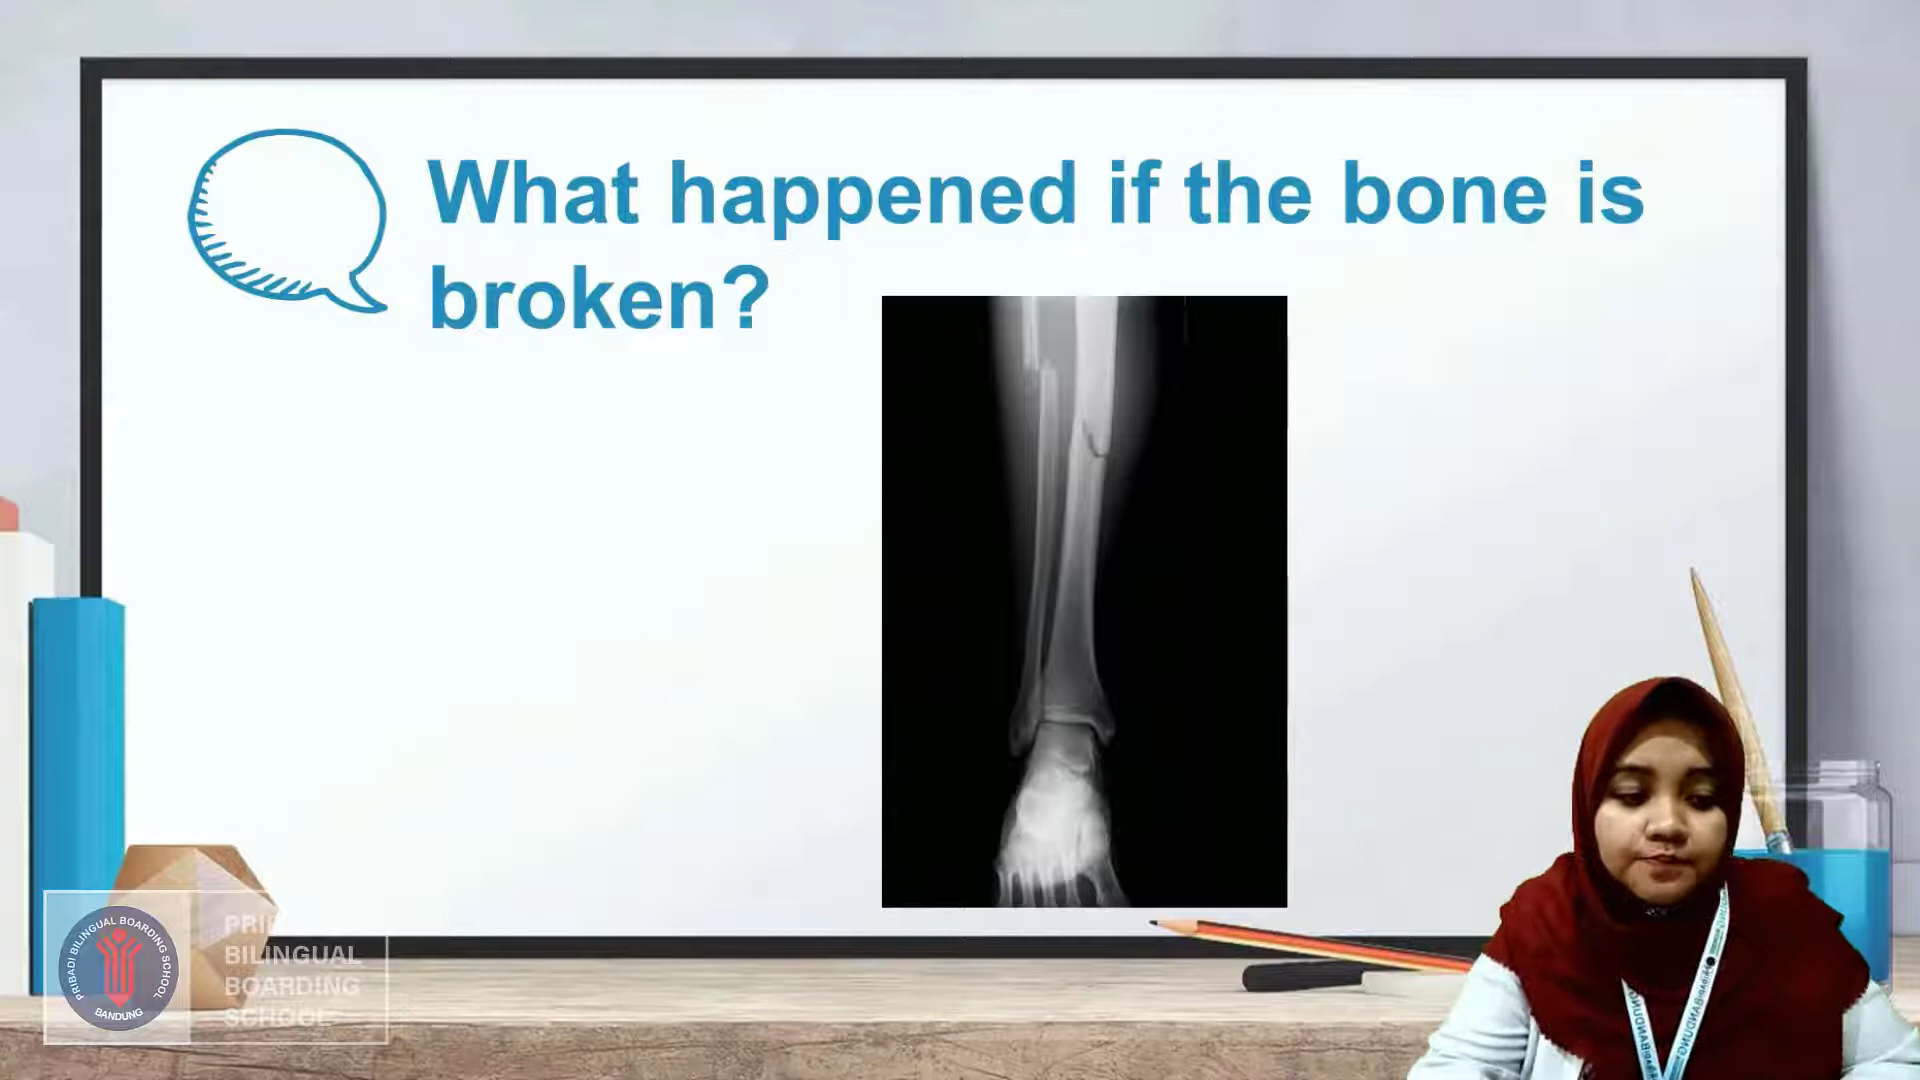 What happened if the bone is
broken?
PRIBADI BILINGUAL BOARDING SCHOOL
BANDUNG
BILINGUAL
BOARDING
SCHOOL